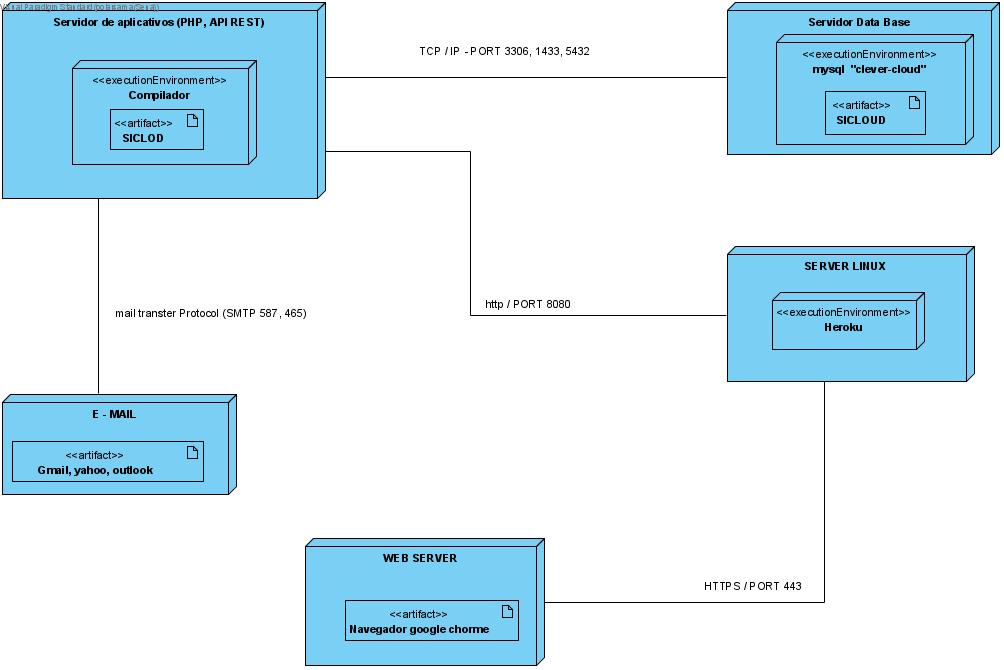 Visual Paradigm Standard(polasjama(Sena))
Servidor de aplicativos (PHP, API REST)
<<executionEnvironment>>
Compilador
<<artifact>>
SICLOD
TCP / IP - PORT 3306, 1433, 5432
Servidor Data Base
<<executionEnvironment>>
mysql "clever-cloud"
<<artifact>>
SICLOUD
SERVER LINUX
<<executionEnvironment>>
Heroku
http / PORT 8080
mail transter Protocol (SMTP 587, 465)
E - MAIL
<<artifact>>
Gmail, yahoo, outlook
WEB SERVER
<<artifact>>
Navegador google chorme
HTTPS / PORT 443